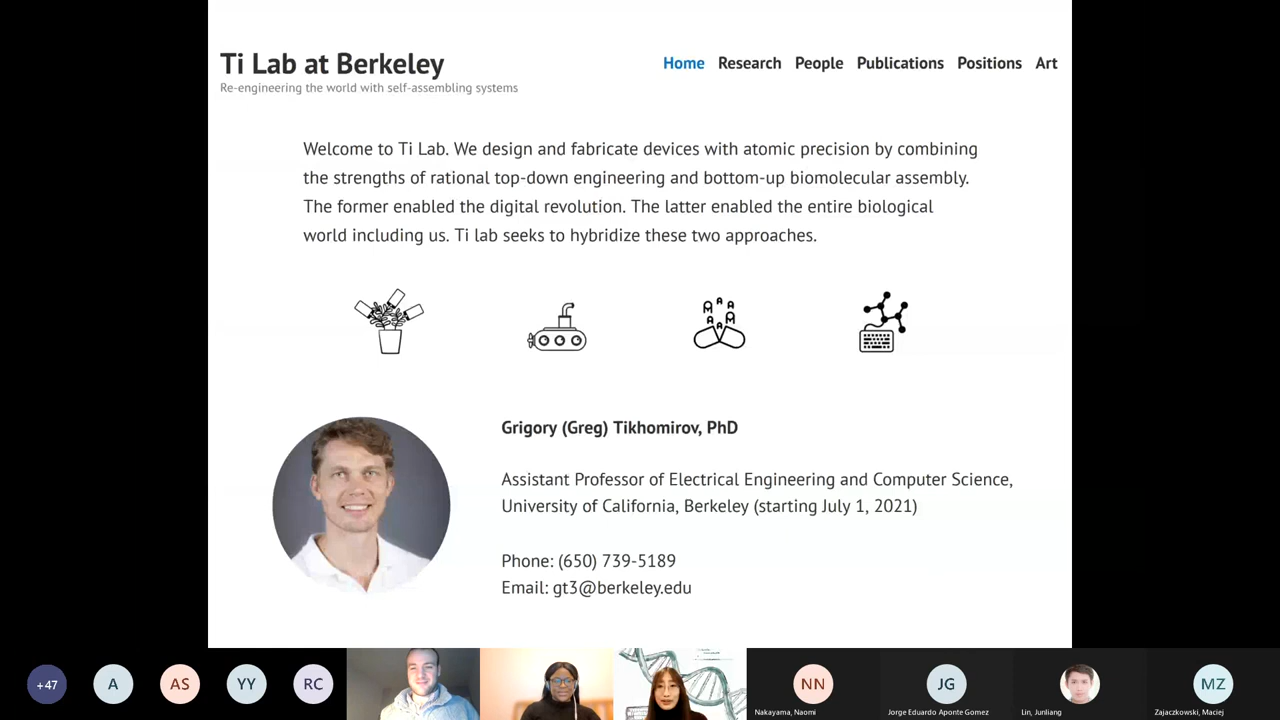 Ti Lab at Berkeley
Re-engineering the world with self-assembling systems
Home Research People Publications Positions Art
Welcome to Ti Lab. We design and fabricate devices with atomic precision by combining
the strengths of rational top-down engineering and bottom-up biomolecular assembly.
The former enabled the digital revolution. The latter enabled the entire biological
world including us. Ti lab seeks to hybridize these two approaches.
Grigory (Greg) Tikhomirov, PhD
Assistant Professor of Electrical Engineering and Computer Science,
University of California, Berkeley (starting July 1, 2021)
Phone: (650) 739-5189
Email: gt3@berkeley.edu
+47
A
AS
YY
RC
NN
JG
MZ
Nakayama, Naomi
Jorge Eduardo Aponte Gomez
Lin, Junliang
Zajaczkowski, Maciej